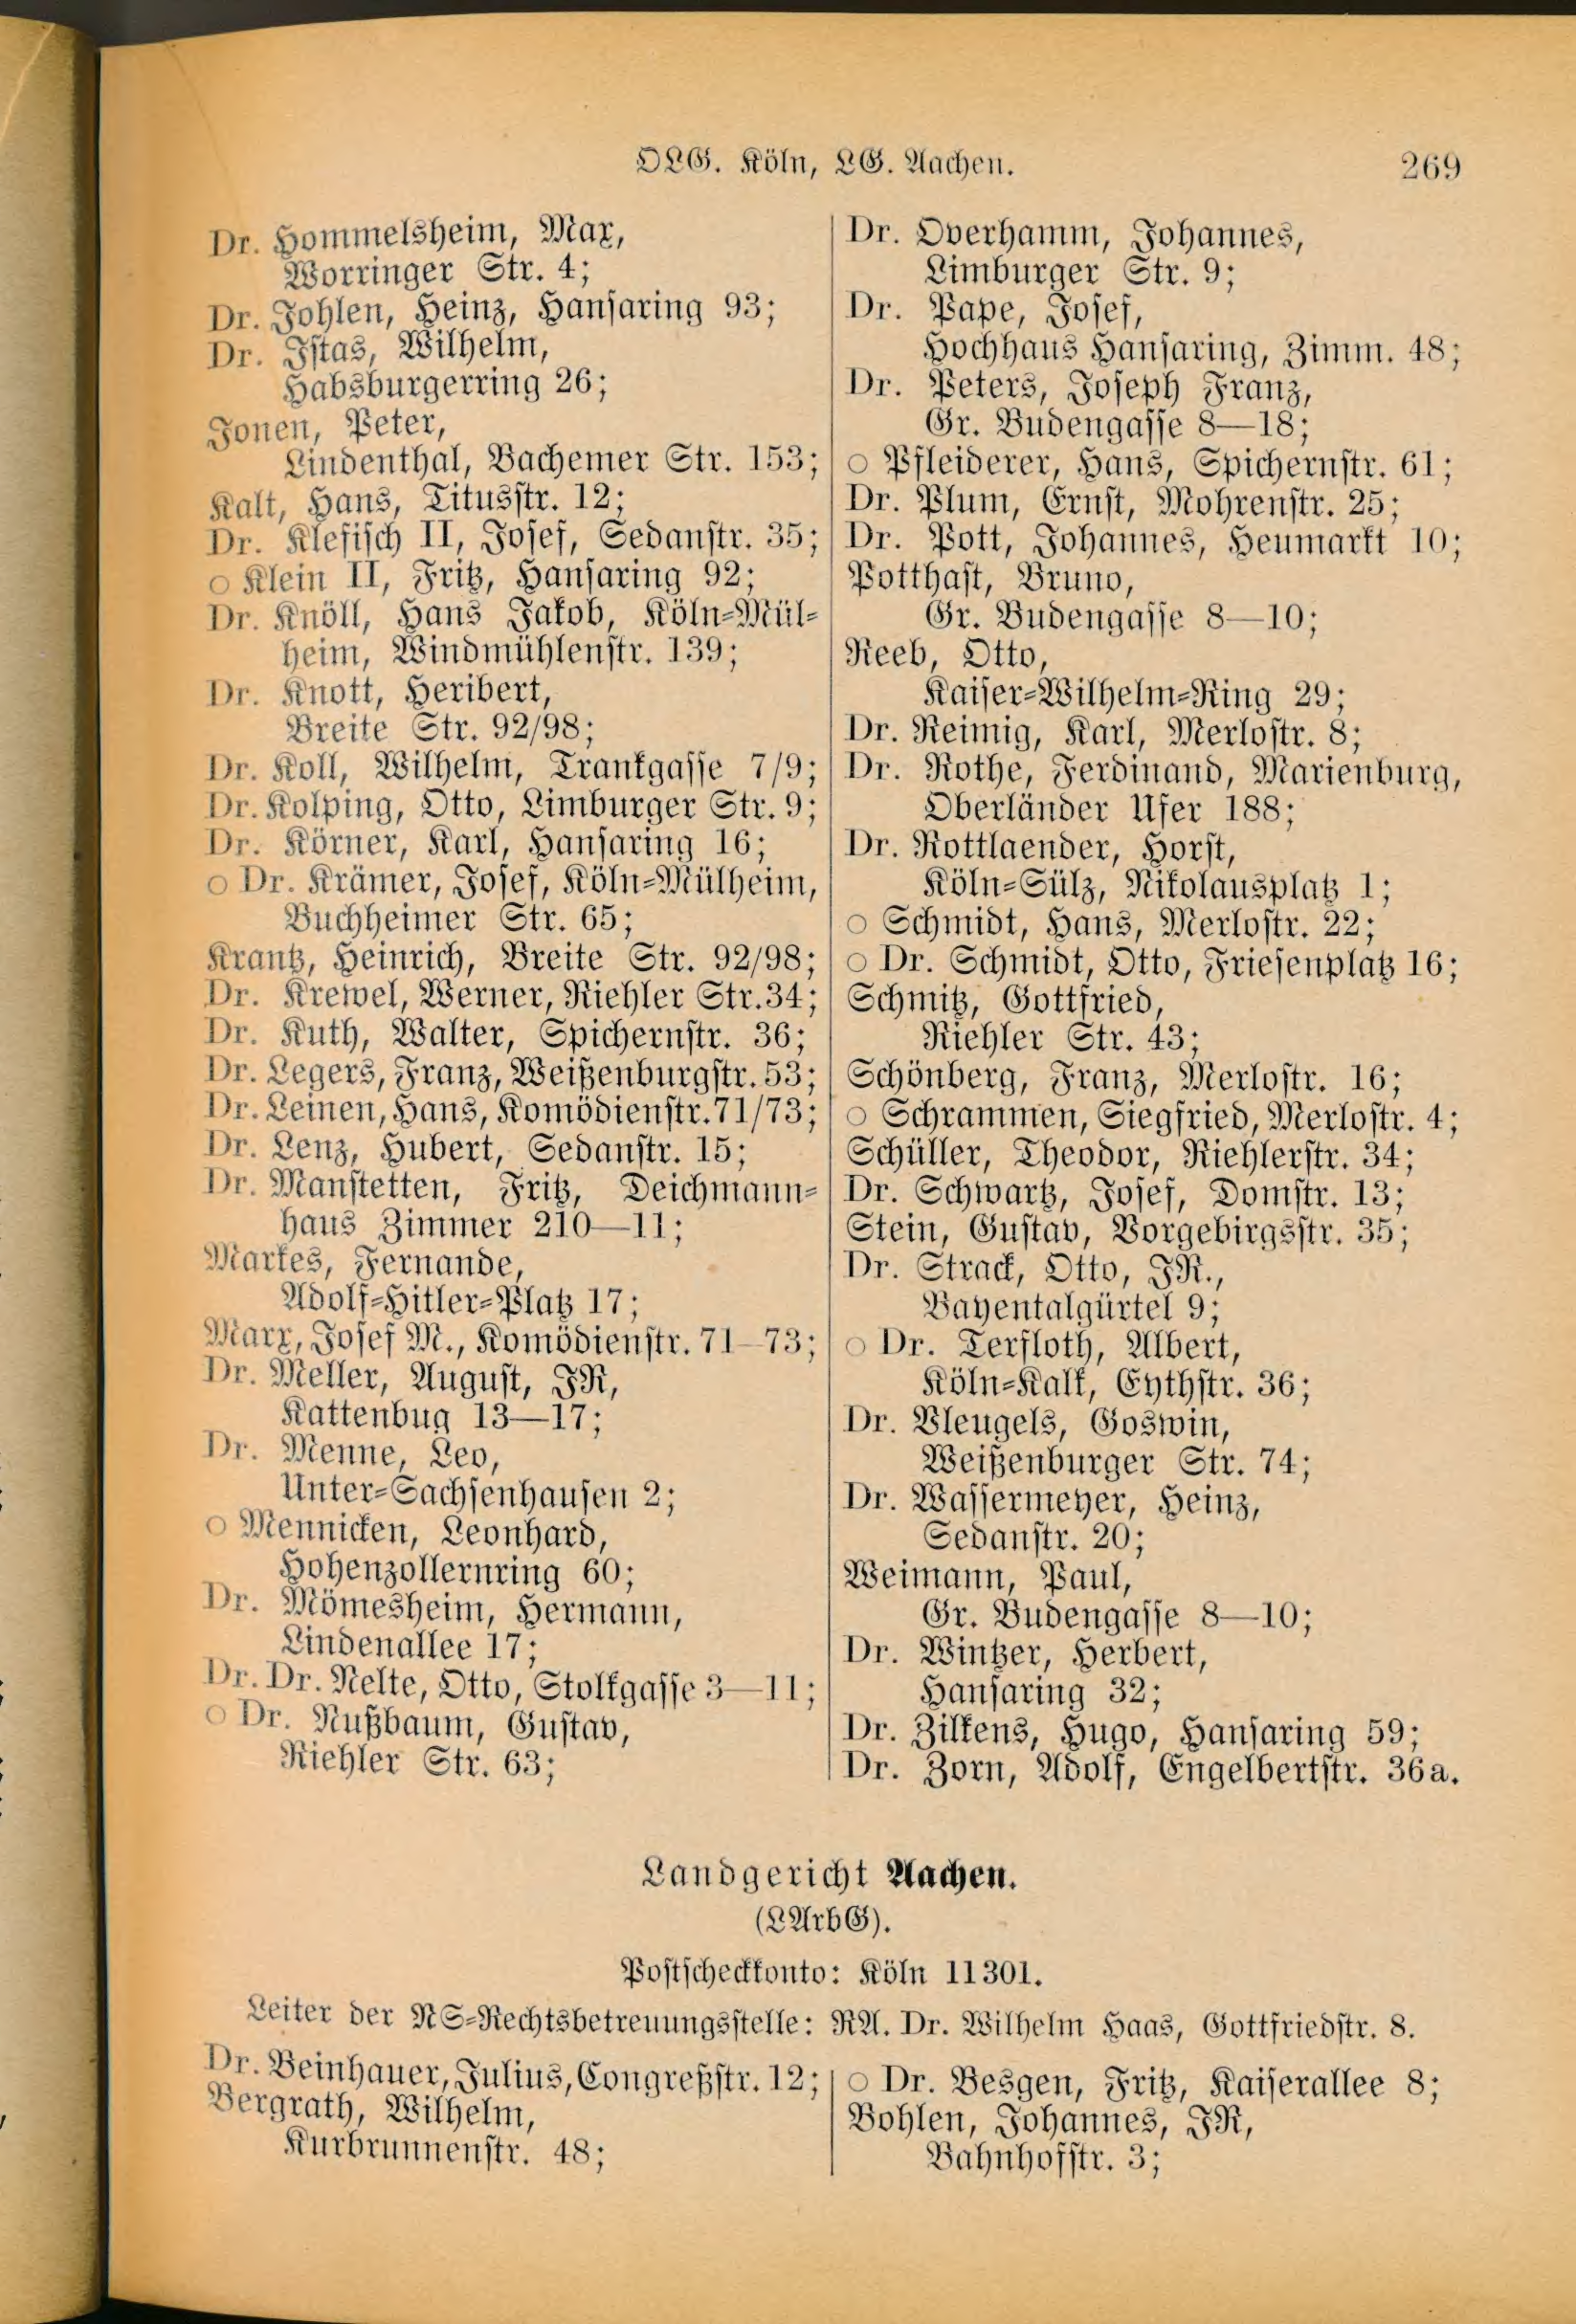 OLG. Köln, LG. Aachen. 269
Dr. Hommelsheim, Max,
Worringer Str. 4;
Dr. Johlen, Heinz, Hansaring 93;
Dr. Istas, Wilhelm,
Habsburgerring 26;
Jonen, Peter,
Lindenthal, Bachemer Str. 153;
Kalt, Hans, Titusstr. 12;
Dr. Klefisch II, Josef, Sedanstr. 35;
○ Klein II, Fritz, Hansaring 92;
Dr. Knöll, Hans Jakob, Köln-Mül-
heim, Windmühlenstr. 139;
Dr. Knott, Heribert,
Breite Str. 92/98;
Dr. Koll, Wilhelm, Trankgasse 7/9;
Dr. Kolping, Otto, Limburger Str. 9;
Dr. Körner, Karl, Hansaring 16;
○ Dr. Krämer, Josef, Köln-Mülheim,
Buchheimer Str. 65;
Krantz, Heinrich, Breite Str. 92/98;
Dr. Krewel, Werner, Riehler Str. 34;
Dr. Kuth, Walter, Spichernstr. 36;
Dr. Legers, Franz, Weißenburgstr. 53;
Dr. Leinen, Hans, Komödienstr. 71/73;
Dr. Lenz, Hubert, Sedanstr. 15;
Dr. Manstetten, Fritz, Deichmann-
haus Zimmer 210—11;
Markes, Fernande,
Adolf-Hitler-Platz 17;
Marx, Josef M., Komödienstr. 71—73;
Dr. Meller, August, JR,
Kattenbug 13—17;
Dr. Menne, Leo,
Unter-Sachsenhausen 2;
○ Mennicken, Leonhard,
Hohenzollernring 60;
Dr. Mömesheim, Hermann,
Lindenallee 17;
Dr. Dr. Nelte, Otto, Stolkgasse 3—11;
○ Dr. Nußbaum, Gustav,
Riehler Str. 63;
Dr. Overhamm, Johannes,
Limburger Str. 9;
Dr. Pape, Josef,
Hochhaus Hansaring, Zimm. 48;
Dr. Peters, Joseph Franz,
Gr. Budengasse 8—18;
○ Pfleiderer, Hans, Spichernstr. 61;
Dr. Plum, Ernst, Mohrenstr. 25;
Dr. Pott, Johannes, Heumarkt 10;
Potthast, Bruno,
Gr. Budengasse 8—10;
Reeb, Otto,
Kaiser-Wilhelm-Ring 29;
Dr. Reimig, Karl, Merlostr. 8;
Dr. Rothe, Ferdinand, Marienburg,
Oberländer Ufer 188;
Dr. Rottlaender, Horst,
Köln-Sülz, Nikolausplatz 1;
○ Schmidt, Hans, Merlostr. 22;
○ Dr. Schmidt, Otto, Friesenplatz 16;
Schmitz, Gottfried,
Riehler Str. 43;
Schönberg, Franz, Merlostr. 16;
○ Schrammen, Siegfried, Merlostr. 4;
Schüller, Theodor, Riehlerstr. 34;
Dr. Schwartz, Josef, Domstr. 13;
Stein, Gustav, Vorgebirgsstr. 35;
Dr. Strack, Otto, JR.,
Bayentalgürtel 9;
○ Dr. Terfloth, Albert,
Köln-Kalk, Eythstr. 36;
Dr. Vleugels, Goswin,
Weißenburger Str. 74;
Dr. Wassermeyer, Heinz,
Sedanstr. 20;
Weimann, Paul,
Gr. Budengasse 8—10;
Dr. Wintzer, Herbert,
Hansaring 32;
Dr. Zilkens, Hugo, Hansaring 59;
Dr. Zorn, Adolf, Engelbertstr. 36a.
Landgericht Aachen.
(LArbG).
Postscheckkonto: Köln 11301.
Leiter der NS-Rechtsbetreuungsstelle: RA. Dr. Wilhelm Haas, Gottfriedstr. 8.
Dr. Beinhauer, Julius, Congreßstr. 12;
Bergrath, Wilhelm,
Kurbrunnenstr. 48;
○ Dr. Besgen, Fritz, Kaiserallee 8;
Bohlen, Johannes, JR,
Bahnhofstr. 3;